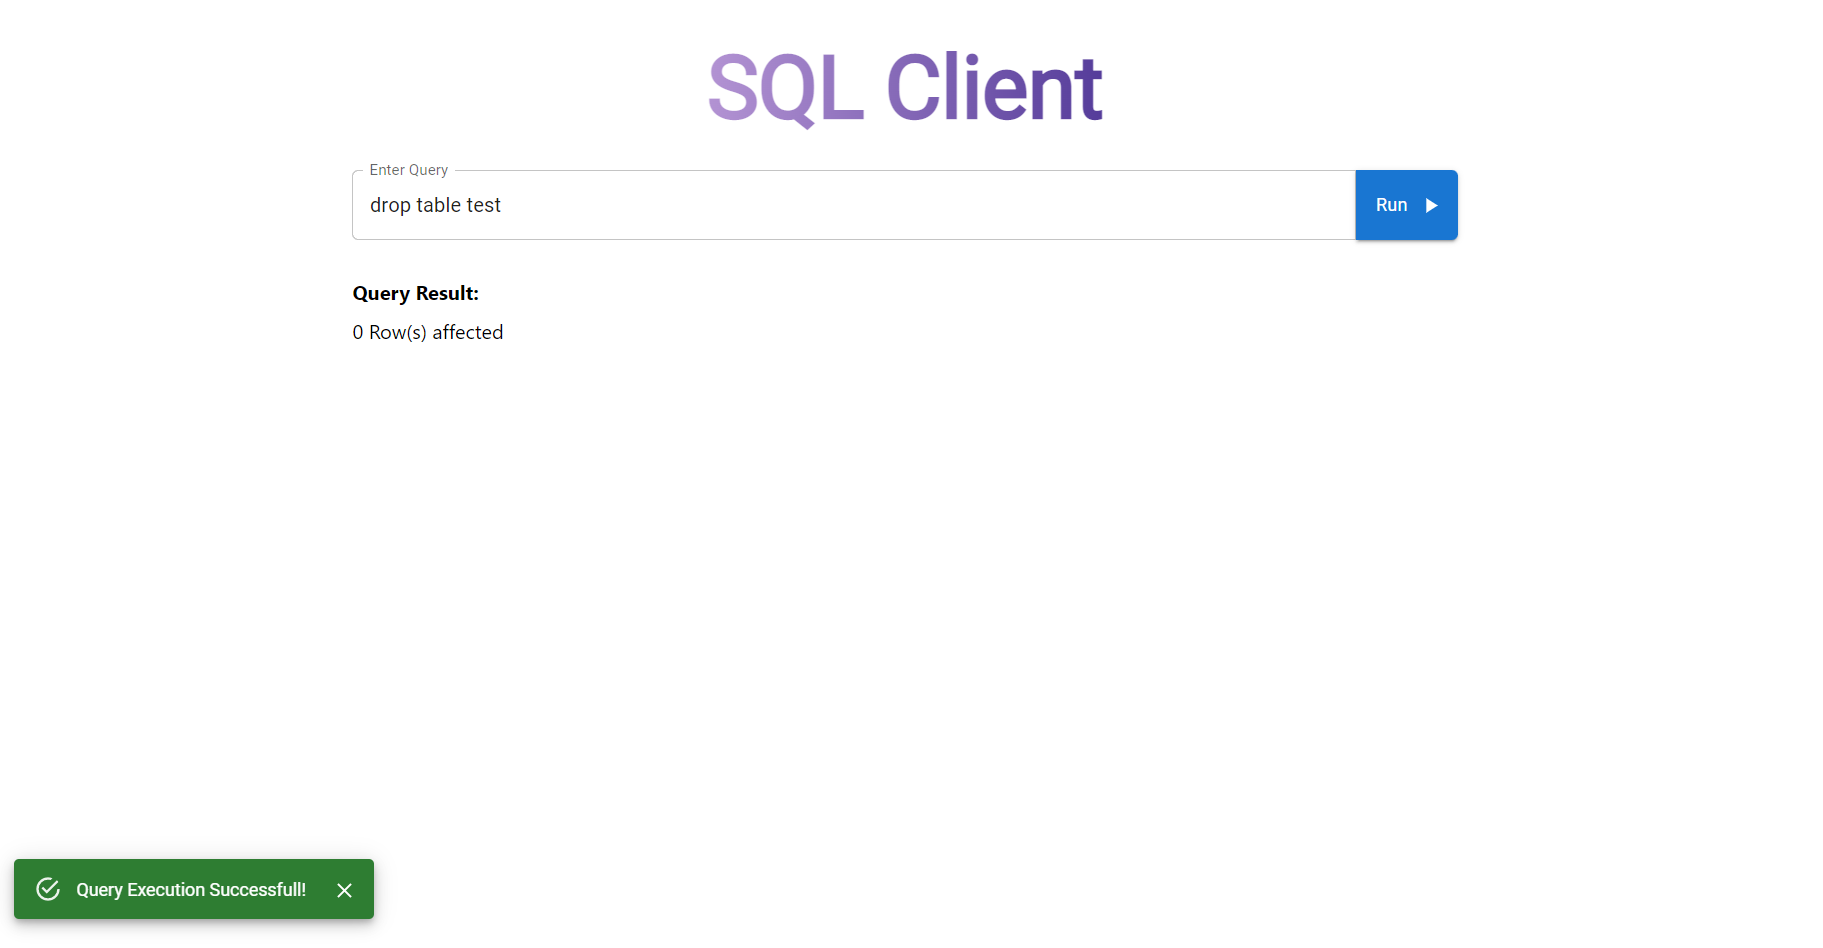 SQL Client
Enter Query
drop table test
Run
Query Result:
0 Row(s) affected
Query Execution Successfull!